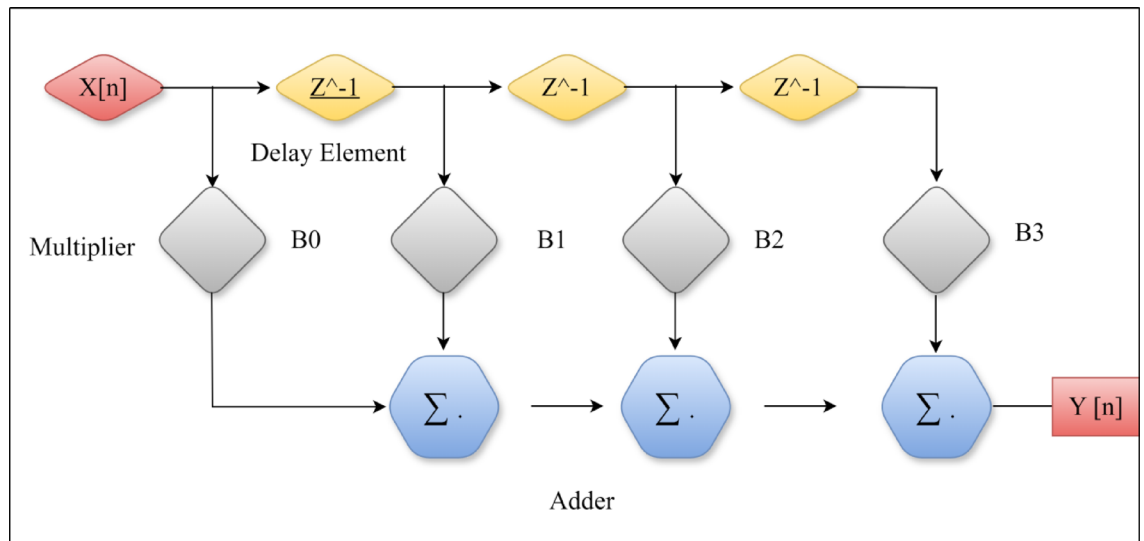 X[n]
Z^-1
Z^-1
Z^-1
Delay Element
Multiplier
B0
B1
B2
B3
∑ .
∑ .
∑ .
Y [n]
Adder